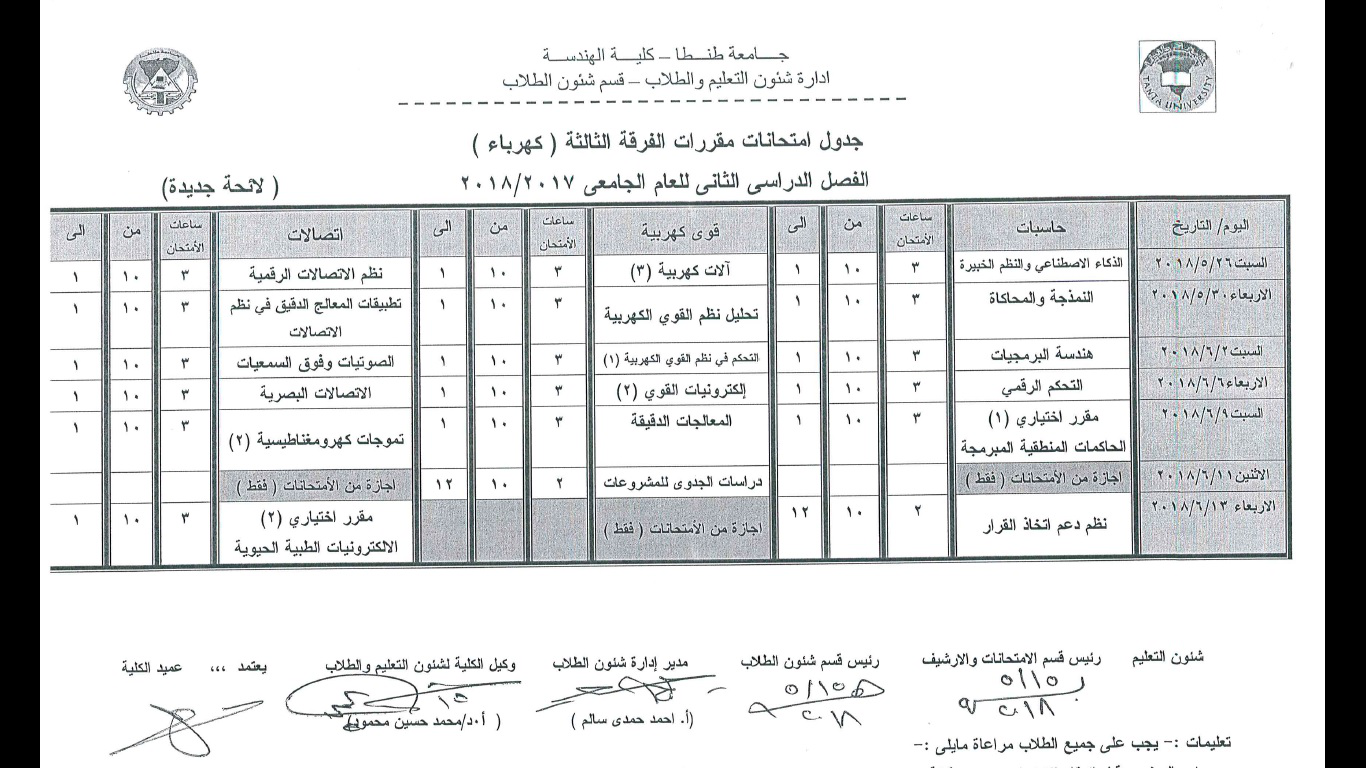 جامعة طنطا – كلية الهندسة
ادارة شئون التعليم والطلاب – قسم شئون الطلاب
TANTA UNIVERSITY
جدول امتحانات مقررات الفرقة الثالثة ( كهرباء )
الفصل الدراسى الثانى للعام الجامعى ٢٠١٨/٢٠١٧ ( لائحة جديدة)
اليوم/ التاريخ حاسبات ساعات الأمتحان من الى قوى كهربية ساعات الأمتحان من الى اتصالات ساعات الأمتحان من الى
السبت ٢٠١٨/٥/٢٦ الذكاء الاصطناعي والنظم الخبيرة ٣ ١٠ ١ آلات كهربية (٣) ٣ ١٠ ١ نظم الاتصالات الرقمية ٣ ١٠ ١
الاربعاء ٢٠١٨/٥/٣٠ النمذجة والمحاكاة ٣ ١٠ ١ تحليل نظم القوي الكهربية ٣ ١٠ ١ تطبيقات المعالج الدقيق في نظم الاتصالات ٣ ١٠ ١
السبت ٢٠١٨/٦/٢ هندسة البرمجيات ٣ ١٠ ١ التحكم في نظم القوي الكهربية (١) ٣ ١٠ ١ الصوتيات وفوق السمعيات ٣ ١٠ ١
الاربعاء ٢٠١٨/٦/٦ التحكم الرقمي ٣ ١٠ ١ إلكترونيات القوي (٢) ٣ ١٠ ١ الاتصالات البصرية ٣ ١٠ ١
السبت ٢٠١٨/٦/٩ مقرر اختياري (١) الحاكمات المنطقية المبرمجة ٣ ١٠ ١ المعالجات الدقيقة ٣ ١٠ ١ تموجات كهرومغناطيسية (٢) ٣ ١٠ ١
الاثنين ٢٠١٨/٦/١١ اجازة من الأمتحانات ( فقط ) دراسات الجدوى للمشروعات ٢ ١٠ ١٢ اجازة من الأمتحانات ( فقط )
الاربعاء ٢٠١٨/٦/١٣ نظم دعم اتخاذ القرار ٢ ١٠ ١٢ اجازة من الأمتحانات ( فقط ) مقرر اختياري (٢) الالكترونيات الطبية الحيوية ٣ ١٠ ١
شئون التعليم رئيس قسم الامتحانات والارشيف رئيس قسم شئون الطلاب مدير إدارة شئون الطلاب وكيل الكلية لشئون التعليم والطلاب يعتمد ،،، عميد الكلية
(أ. احمد حمدى سالم ) ( أ.د/محمد حسين محمود)
تعليمات :- يجب على جميع الطلاب مراعاة مايلى :-